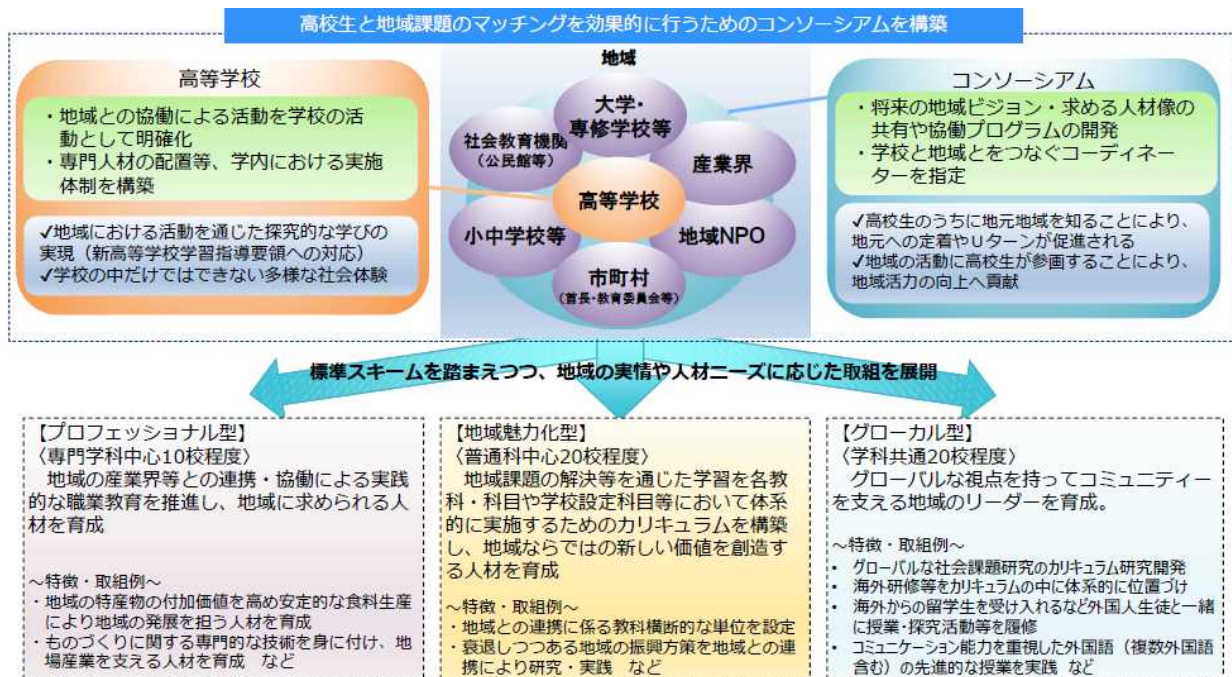 高校生と地域課題のマッチングを効果的に行うためのコンソーシアムを構築
高等学校
・地域との協働による活動を学校の活
動として明確化
・専門人材の配置等、学内における実施
体制を構築
✓地域における活動を通じた探究的な学びの
実現（新高等学校学習指導要領への対応）
✓学校の中だけではできない多様な社会体験
地域
大学・
専修学校等
社会教育機関
（公民館等）
産業界
高等学校
小中学校等
地域NPO
市町村
（首長・教育委員会等）
コンソーシアム
・将来の地域ビジョン・求める人材像の
共有や協働プログラムの開発
・学校と地域とをつなぐコーディネー
ターを指定
✓高校生のうちに地元地域を知ることにより、
地元への定着やUターンが促進される
✓地域の活動に高校生が参画することにより、
地域活力の向上へ貢献
標準スキームを踏まえつつ、地域の実情や人材ニーズに応じた取組を展開
【プロフェッショナル型】
〈専門学科中心10校程度〉
地域の産業界等との連携・協働による実践
的な職業教育を推進し、地域に求められる人
材を育成
～特徴・取組例～
・地域の特産物の付加価値を高め安定的な食料生産
により地域の発展を担う人材を育成
・ものづくりに関する専門的な技術を身に付け、地
場産業を支える人材を育成　など
【地域魅力化型】
〈普通科中心20校程度〉
地域課題の解決等を通じた学習を各教
科・科目や学校設定科目等において体系
的に実施するためのカリキュラムを構築
し、地域ならではの新しい価値を創造す
る人材を育成
～特徴・取組例～
・地域との連携に係る教科横断的な単位を設定
・衰退しつつある地域の振興方策を地域との連
携により研究・実践　など
【グローカル型】
〈学科共通20校程度〉
グローバルな視点を持ってコミュニティー
を支える地域のリーダーを育成。
～特徴・取組例～
• グローバルな社会課題研究のカリキュラム研究開発
• 海外研修等をカリキュラムの中に体系的に位置づけ
• 海外からの留学生を受け入れるなど外国人生徒と一緒
に授業・探究活動等を履修
• コミュニケーション能力を重視した外国語（複数外国語
含む）の先進的な授業を実践　など